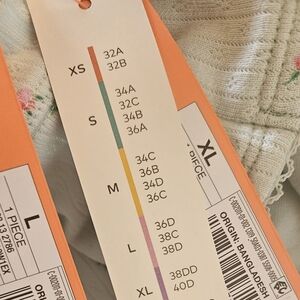 XS
32A
32B
S
34A
32C
34B
36A
M
34C
36B
34D
36C
L
36D
38C
38D
XL
38DD
40D
L
1 PIECE
XL
1 PIECE
ORIGIN: BANGLADESH